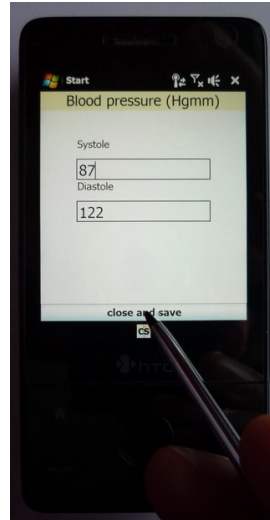 Start
Blood pressure (Hgmm)
Systole
87
Diastole
122
close and save
cs
htc